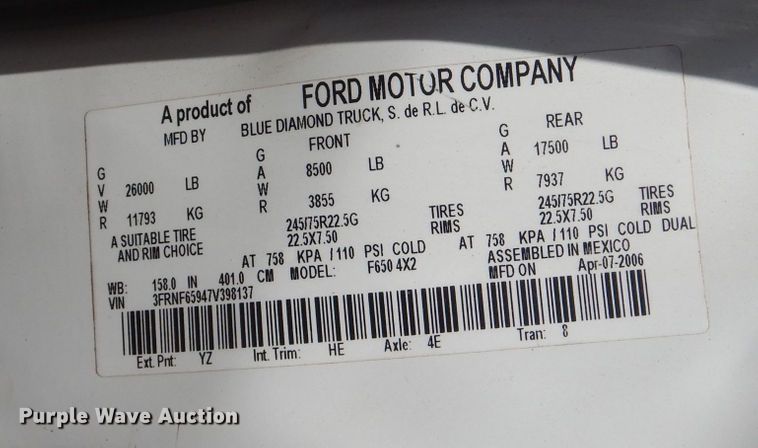 A product of FORD MOTOR COMPANY
MFD BY BLUE DIAMOND TRUCK, S. de R.L. de C.V.
FRONT REAR
GVWR 26000 LB GAWR 8500 LB GAWR 17500 LB
11793 KG 3855 KG 7937 KG
A SUITABLE TIRE 245/75R22.5G TIRES 245/75R22.5G TIRES
AND RIM CHOICE 22.5X7.50 RIMS 22.5X7.50 RIMS
AT 758 KPA / 110 PSI COLD AT 758 KPA / 110 PSI COLD DUAL
WB: 158.0 IN 401.0 CM MODEL: F650 4X2 ASSEMBLED IN MEXICO
VIN 3FRNF65947V398137 MFD ON Apr-07-2006
Ext. Pnt: YZ Int. Trim: HE Axle: 4E Tran: 8
Purple Wave Auction